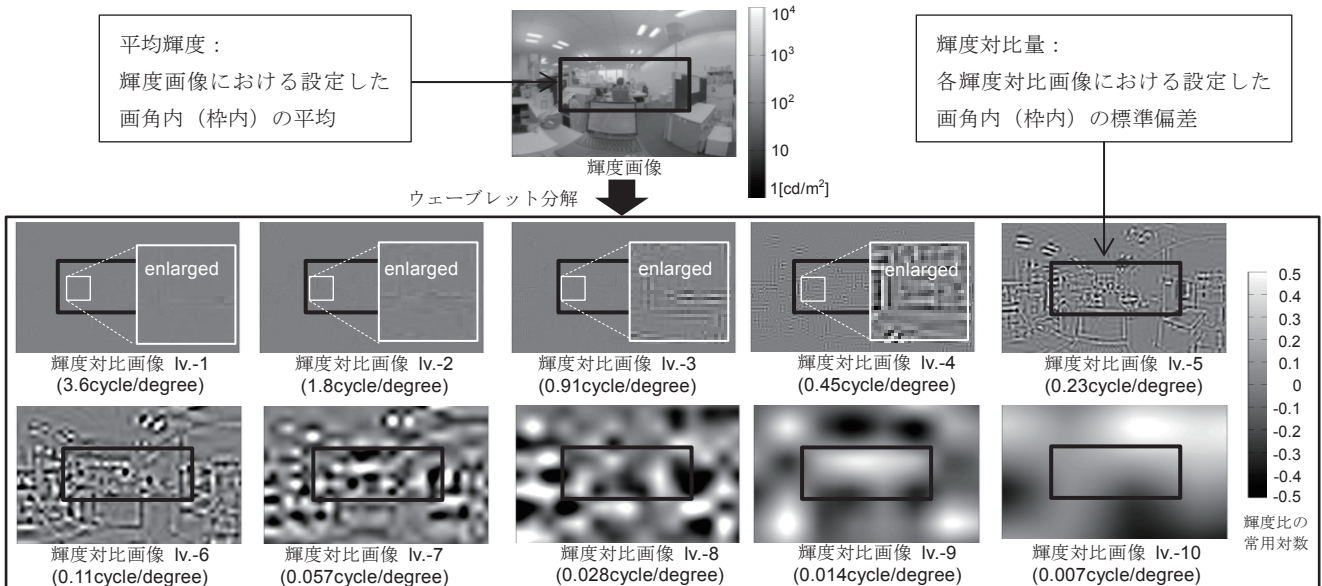 平均輝度：
輝度画像における設定した
画角内（枠内）の平均
10⁴
10³
10²
10
1[cd/m²]
輝度画像
輝度対比量：
各輝度対比画像における設定した
画角内（枠内）の標準偏差
ウェーブレット分解
enlarged
enlarged
enlarged
enlarged
輝度対比画像 lv.-1
(3.6cycle/degree)
輝度対比画像 lv.-2
(1.8cycle/degree)
輝度対比画像 lv.-3
(0.91cycle/degree)
輝度対比画像 lv.-4
(0.45cycle/degree)
輝度対比画像 lv.-5
(0.23cycle/degree)
輝度対比画像 lv.-6
(0.11cycle/degree)
輝度対比画像 lv.-7
(0.057cycle/degree)
輝度対比画像 lv.-8
(0.028cycle/degree)
輝度対比画像 lv.-9
(0.014cycle/degree)
輝度対比画像 lv.-10
(0.007cycle/degree)
0.5
0.4
0.3
0.2
0.1
0
-0.1
-0.2
-0.3
-0.4
-0.5
輝度比の
常用対数